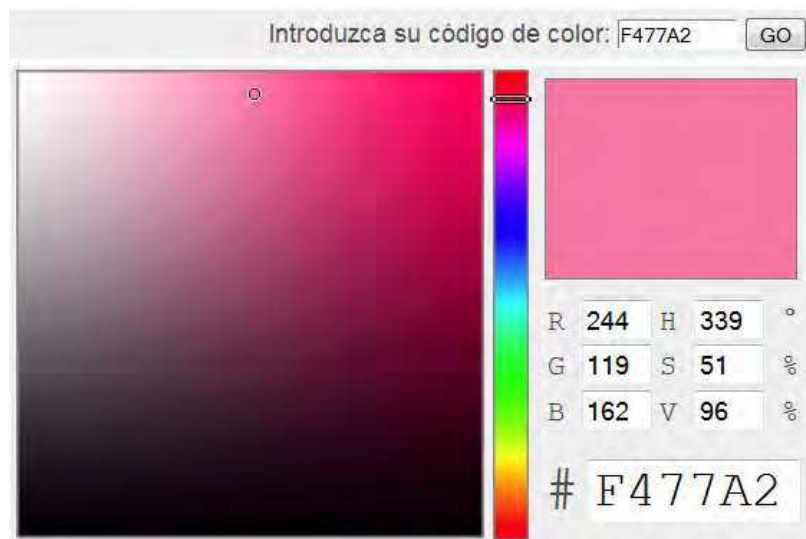 Introduzca su código de color: F477A2 GO
R 244 H 339 °
G 119 S 51 %
B 162 V 96 %
# F477A2